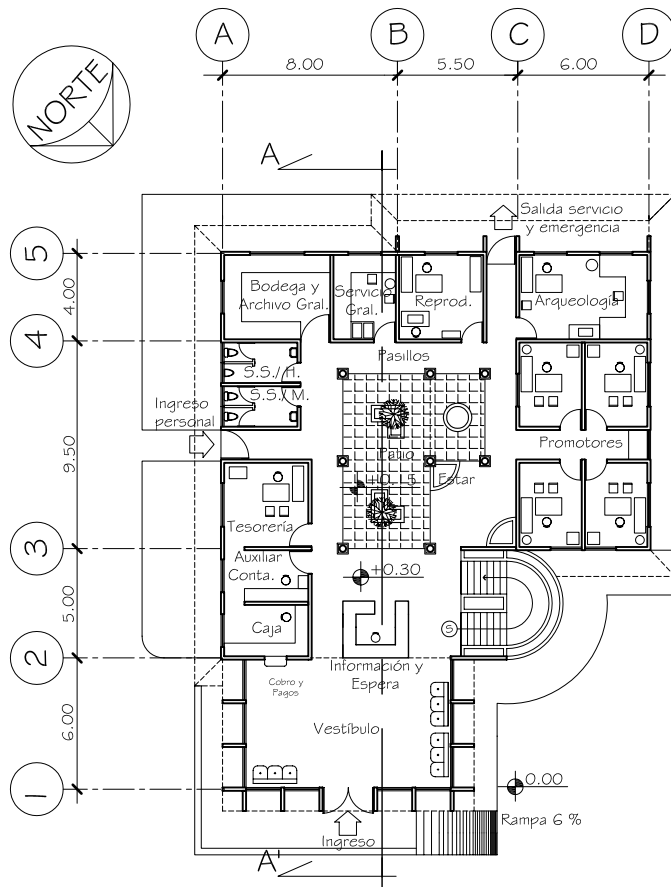 A
B
C
D
8.00
5.50
6.00
NORTE
A
Salida servicio
y emergencia
5
4.00
Bodega y
Archivo Gral.
Servicio
Gral.
Reprod.
Arqueología
4
Pasillos
S.S./H.
S.S./M.
Ingreso
personal
9.50
Patio
Promotores
+0.15
Estar
Tesorería
3
Auxiliar
Conta.
+0.30
5.00
Caja
S
2
Información y
Espera
Cobro y
Pagos
6.00
Vestíbulo
1
0.00
Rampa 6 %
Ingreso
A'